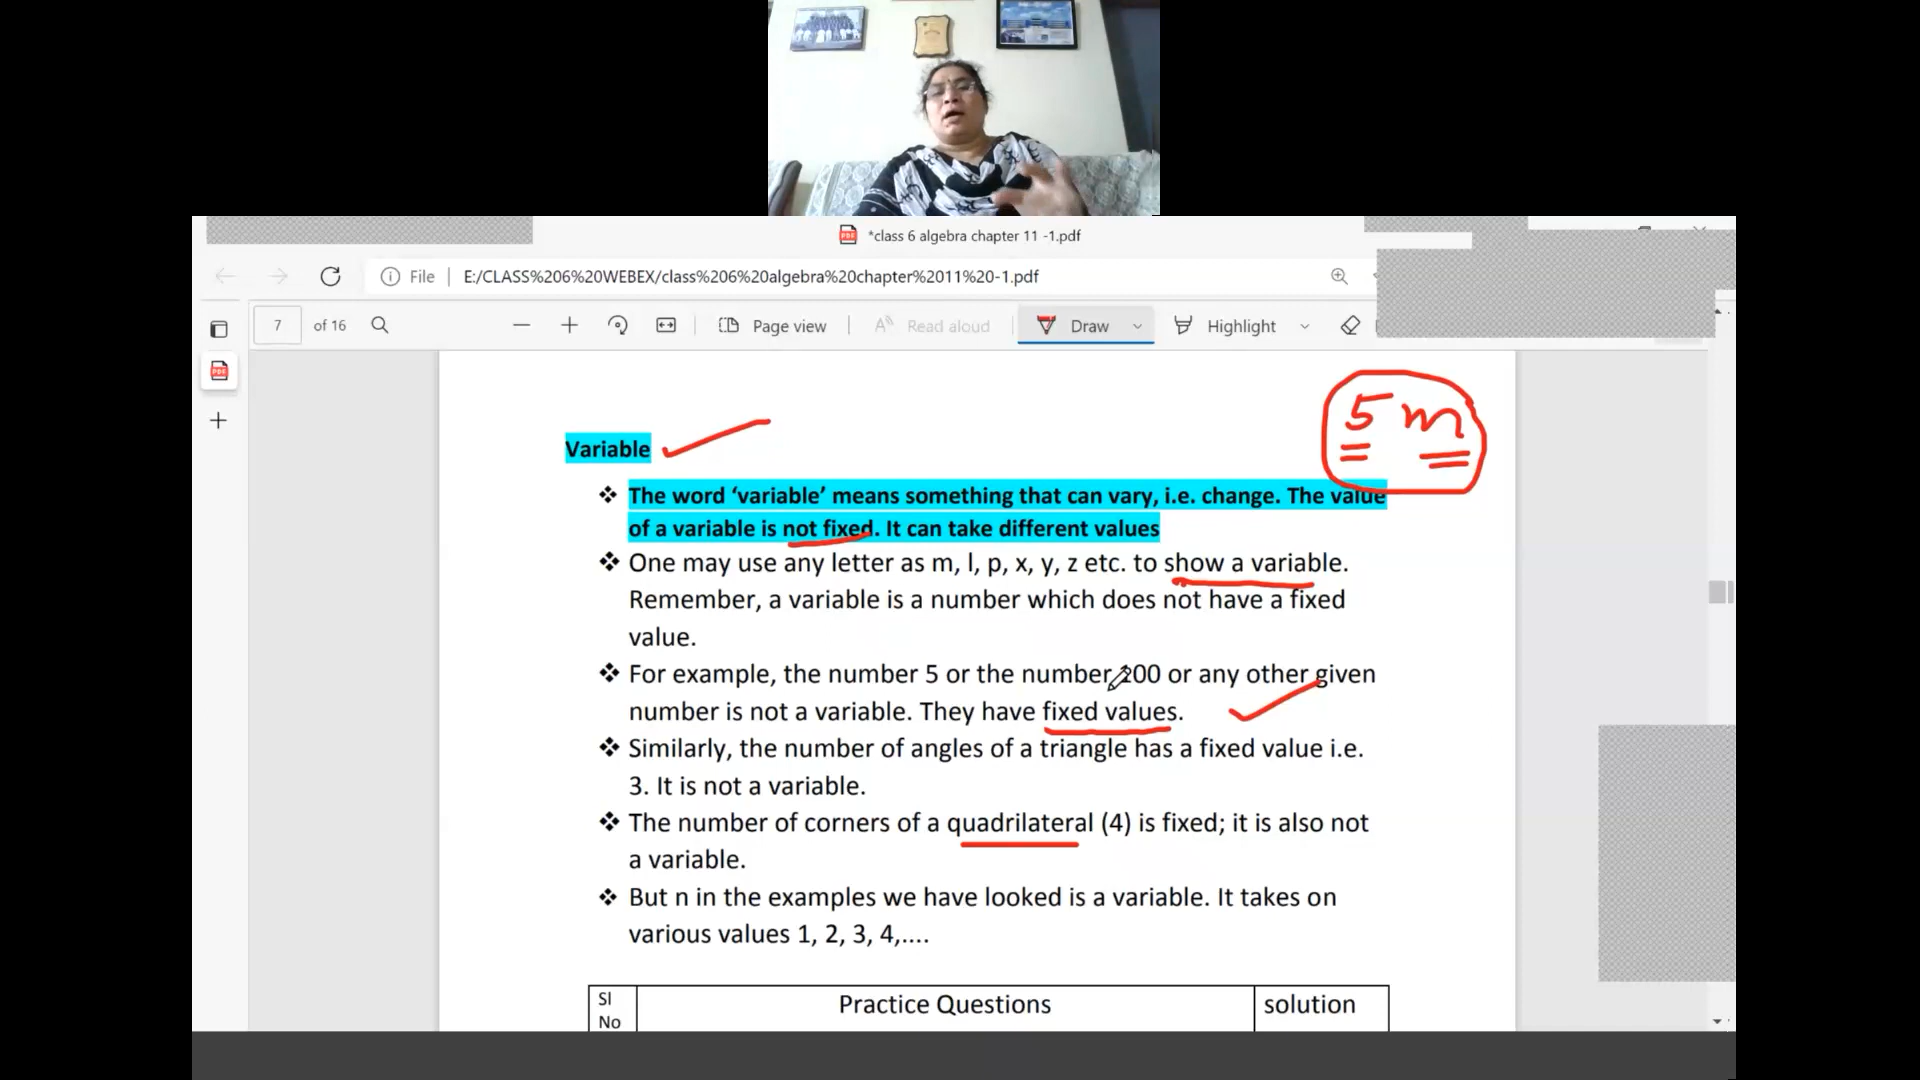 *class 6 algebra chapter 11 -1.pdf
File E:/CLASS%206%20WEBEX/class%206%20algebra%20chapter%2011%20-1.pdf
7 of 16 Page view Read aloud Draw Highlight
5 m
Variable
The word ‘variable’ means something that can vary, i.e. change. The value
of a variable is not fixed. It can take different values
One may use any letter as m, l, p, x, y, z etc. to show a variable.
Remember, a variable is a number which does not have a fixed
value.
For example, the number 5 or the number 100 or any other given
number is not a variable. They have fixed values.
Similarly, the number of angles of a triangle has a fixed value i.e.
3. It is not a variable.
The number of corners of a quadrilateral (4) is fixed; it is also not
a variable.
But n in the examples we have looked is a variable. It takes on
various values 1, 2, 3, 4,....
Sl No Practice Questions solution